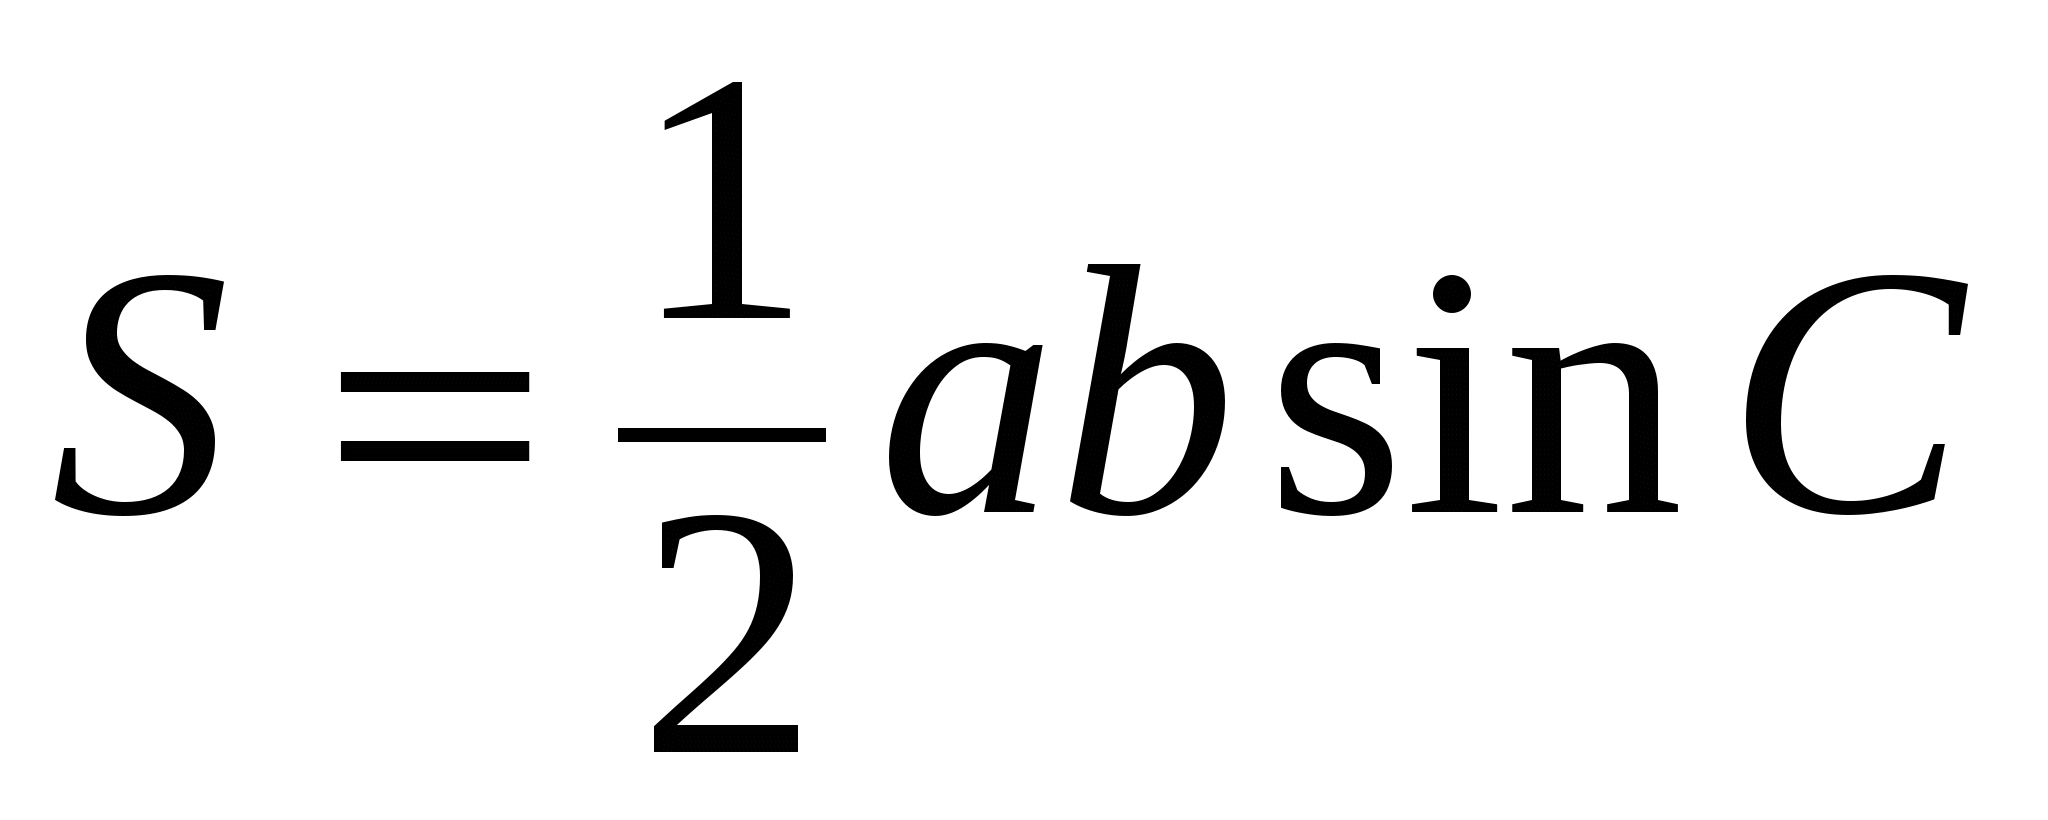 S = 1/2 ab sin C